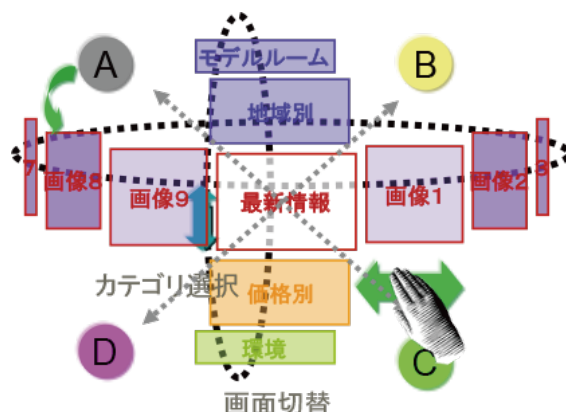 A
B
モデルルーム
地域別
7
画像8
画像9
最新情報
画像1
画像2
3
カテゴリ選択
価格別
D
環境
C
画面切替